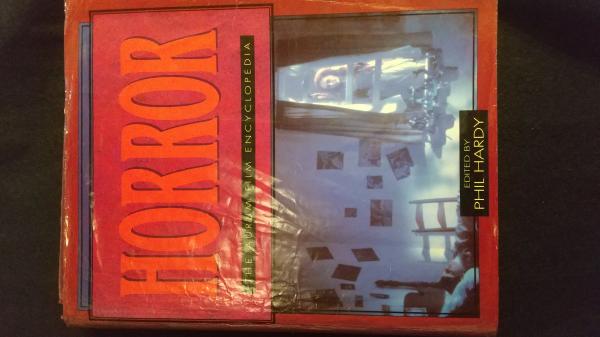 HORROR
THE AURUM FILM ENCYCLOPEDIA
EDITED BY
PHIL HARDY